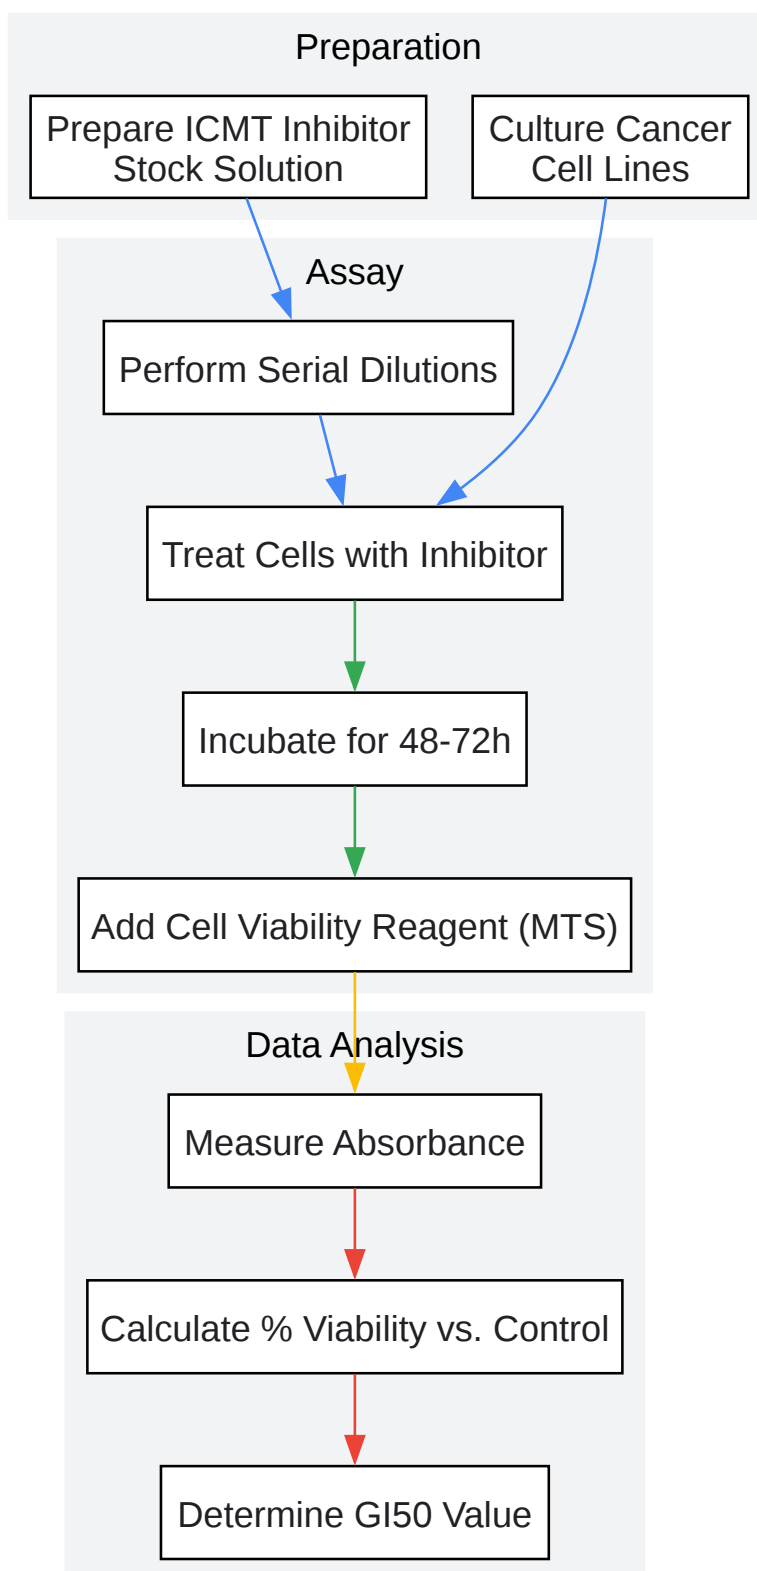 Preparation
Prepare ICMT Inhibitor
Stock Solution
Culture Cancer
Cell Lines
Assay
Perform Serial Dilutions
Treat Cells with Inhibitor
Incubate for 48-72h
Add Cell Viability Reagent (MTS)
Data Analysis
Measure Absorbance
Calculate % Viability vs. Control
Determine GI50 Value